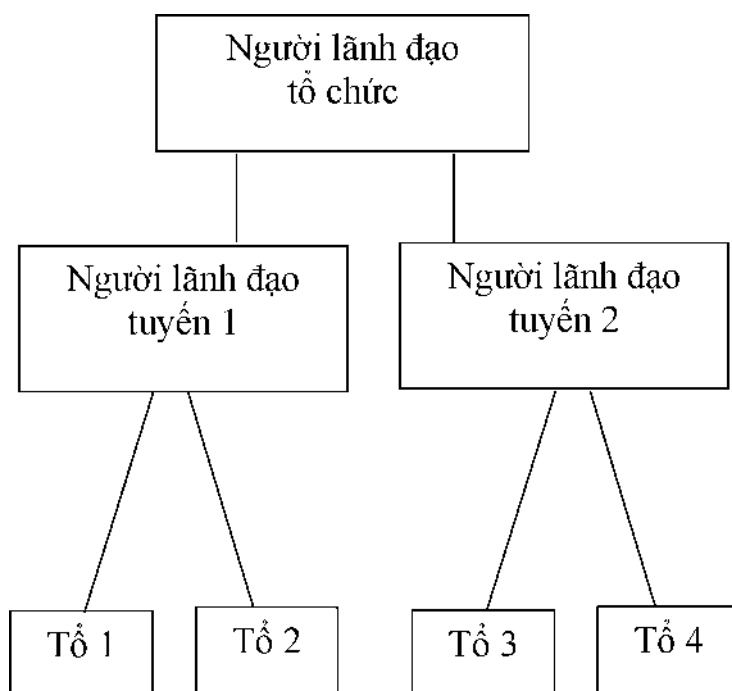 Người lãnh đạo
tổ chức
Người lãnh đạo
tuyến 1
Người lãnh đạo
tuyến 2
Tổ 1
Tổ 2
Tổ 3
Tổ 4